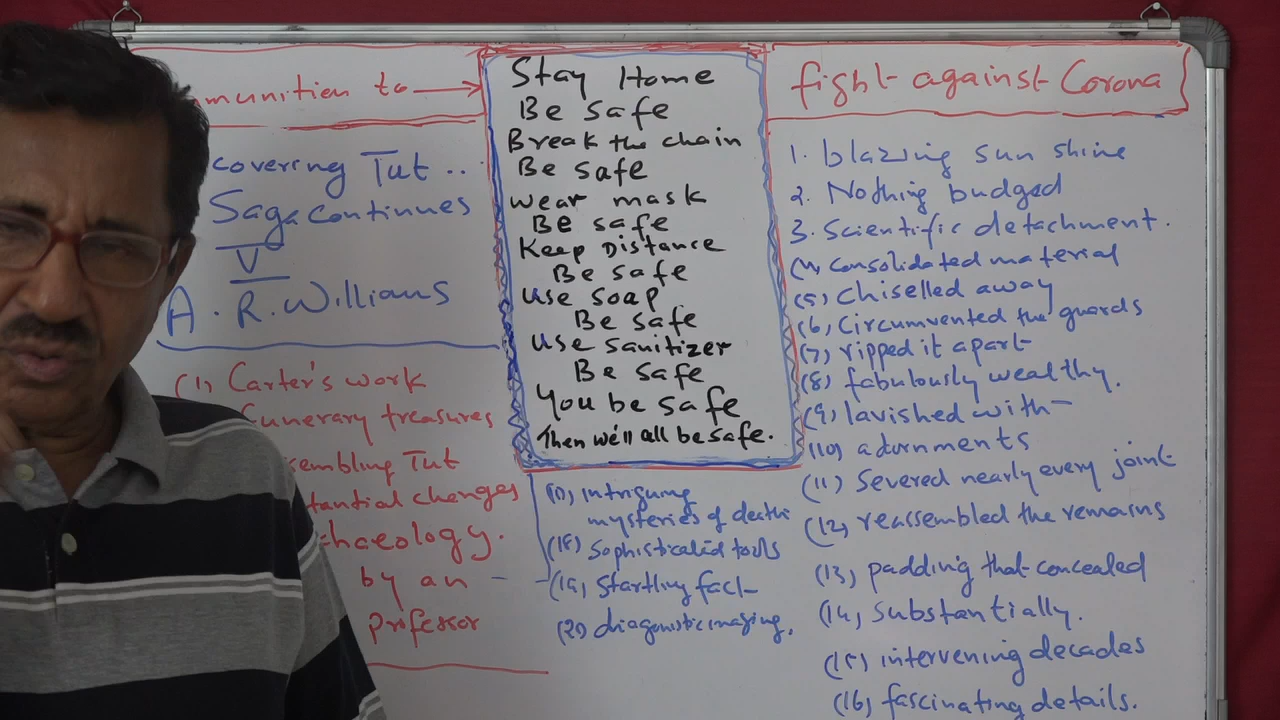 mmunition to →
covering Tut ..
Saga continues
V
A. R. Willians
(1) Carter's work
Funerary treasures
sembling Tut
tantial changes
chaeology.
by an
professor
Stay Home
Be safe
Break the chain
Be safe
wear mask
Be safe
Keep Distance
Be safe
Use soap
Be safe
Use sanitizer
Be safe
You be safe
Then we'll all be safe.
intriguing
mysteries of death
(18) Sophisticated tools
(19) Startling fact
(20) diagonistic imaging.
fight against Corona
1. blazing sun shine
2. Nothing budged
3. Scientific detachment.
(4) consolidated material
(5) chiselled away
(6) Circumvented the guards
(7) ripped it apart
(8) fabulously wealthy.
(9) lavished with
(10) adornments
(11) Severed nearly every joint
(12) reassembled the remains
(13) padding that concealed
(14) Substantially.
(15) intervening decades
(16) fascinating details.